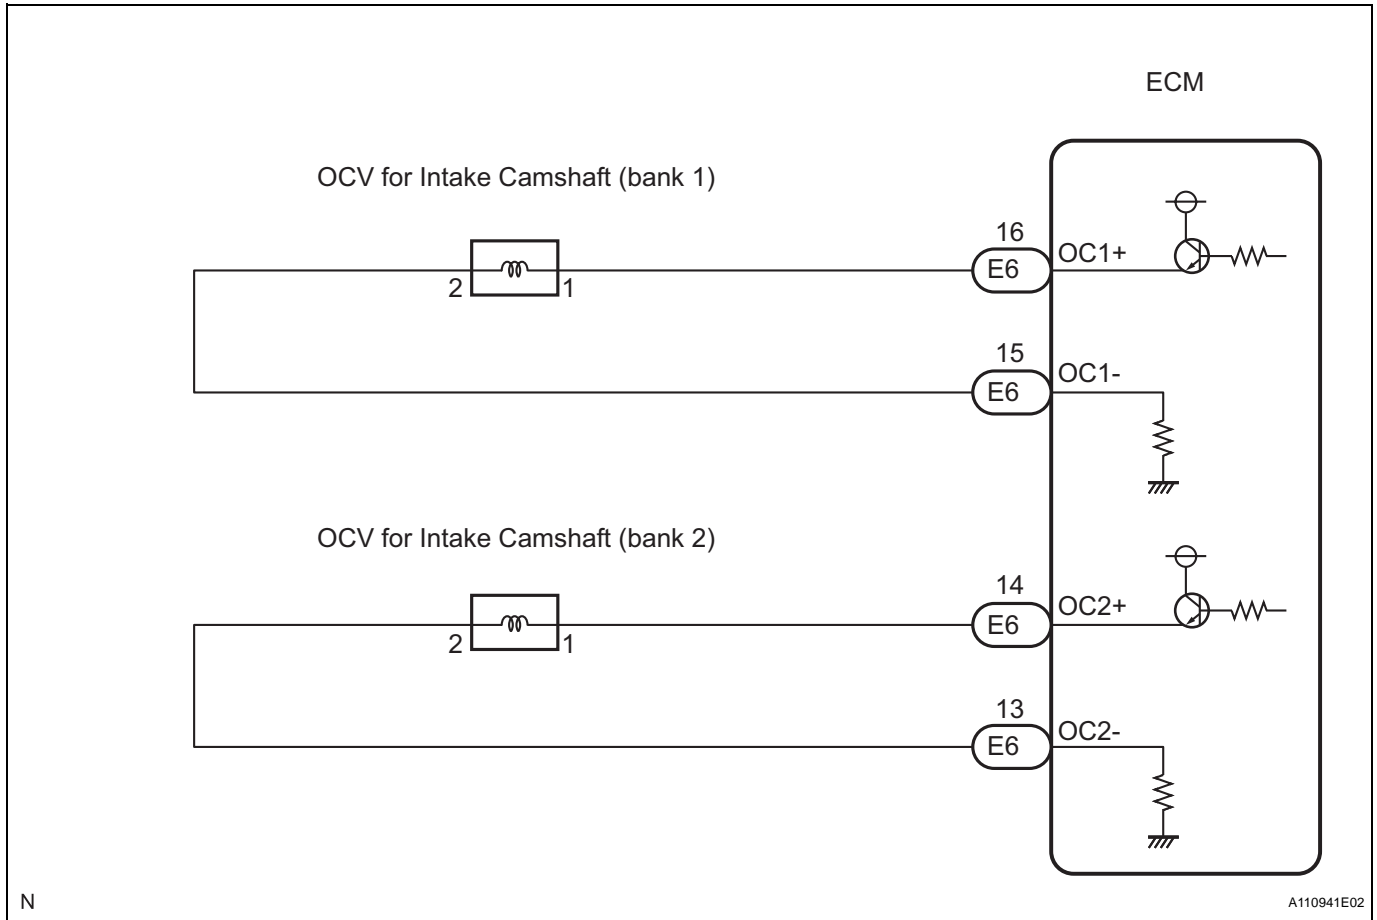 ECM
OCV for Intake Camshaft (bank 1)
16
E6
OC1+
2
1
15
E6
OC1-
OCV for Intake Camshaft (bank 2)
14
E6
OC2+
2
1
13
E6
OC2-
N
A110941E02